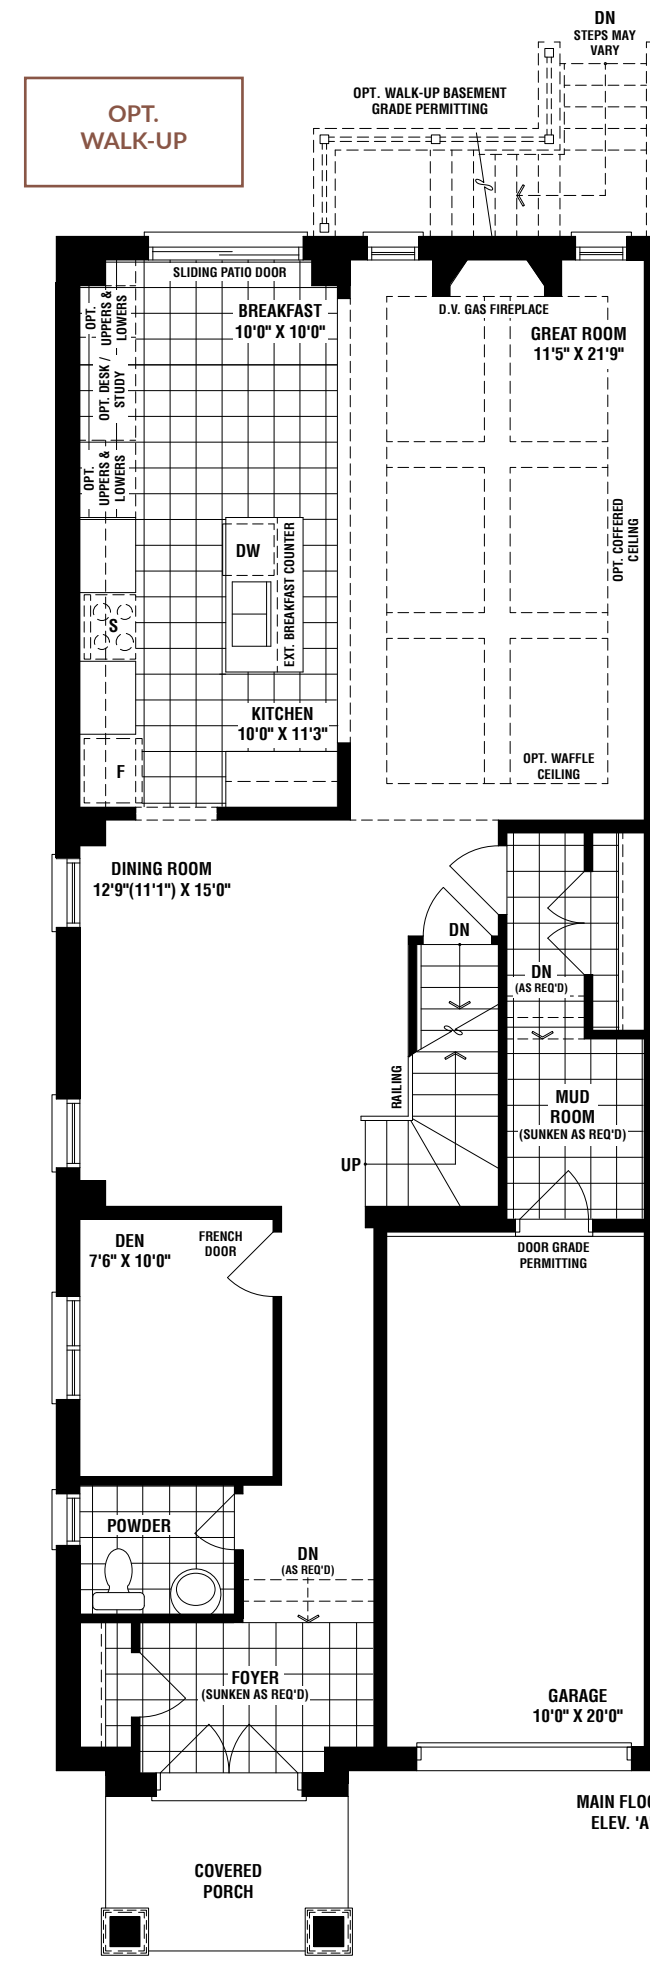 DN
STEPS MAY
VARY
OPT.
WALK-UP
OPT. WALK-UP BASEMENT
GRADE PERMITTING
SLIDING PATIO DOOR
OPT.
UPPERS &
LOWERS
BREAKFAST
10'0" X 10'0"
D.V. GAS FIREPLACE
GREAT ROOM
11'5" X 21'9"
OPT. DESK /
STUDY
OPT.
UPPERS &
LOWERS
DW
EXT. BREAKFAST COUNTER
OPT. COFFERED
CEILING
S
KITCHEN
10'0" X 11'3"
F
OPT. WAFFLE
CEILING
DINING ROOM
12'9"(11'1") X 15'0"
DN
DN
(AS REQ'D)
RAILING
MUD
ROOM
(SUNKEN AS REQ'D)
UP
DEN
7'6" X 10'0"
FRENCH
DOOR
DOOR GRADE
PERMITTING
POWDER
DN
(AS REQ'D)
FOYER
(SUNKEN AS REQ'D)
GARAGE
10'0" X 20'0"
MAIN
ELEV. 'A
COVERED
PORCH